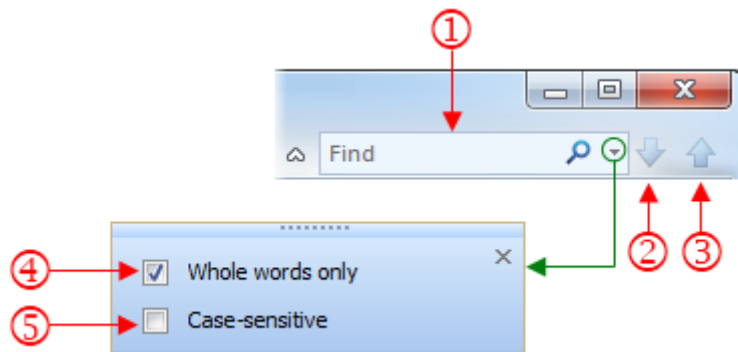 ①
Find
② ③
④ Whole words only
⑤ Case-sensitive